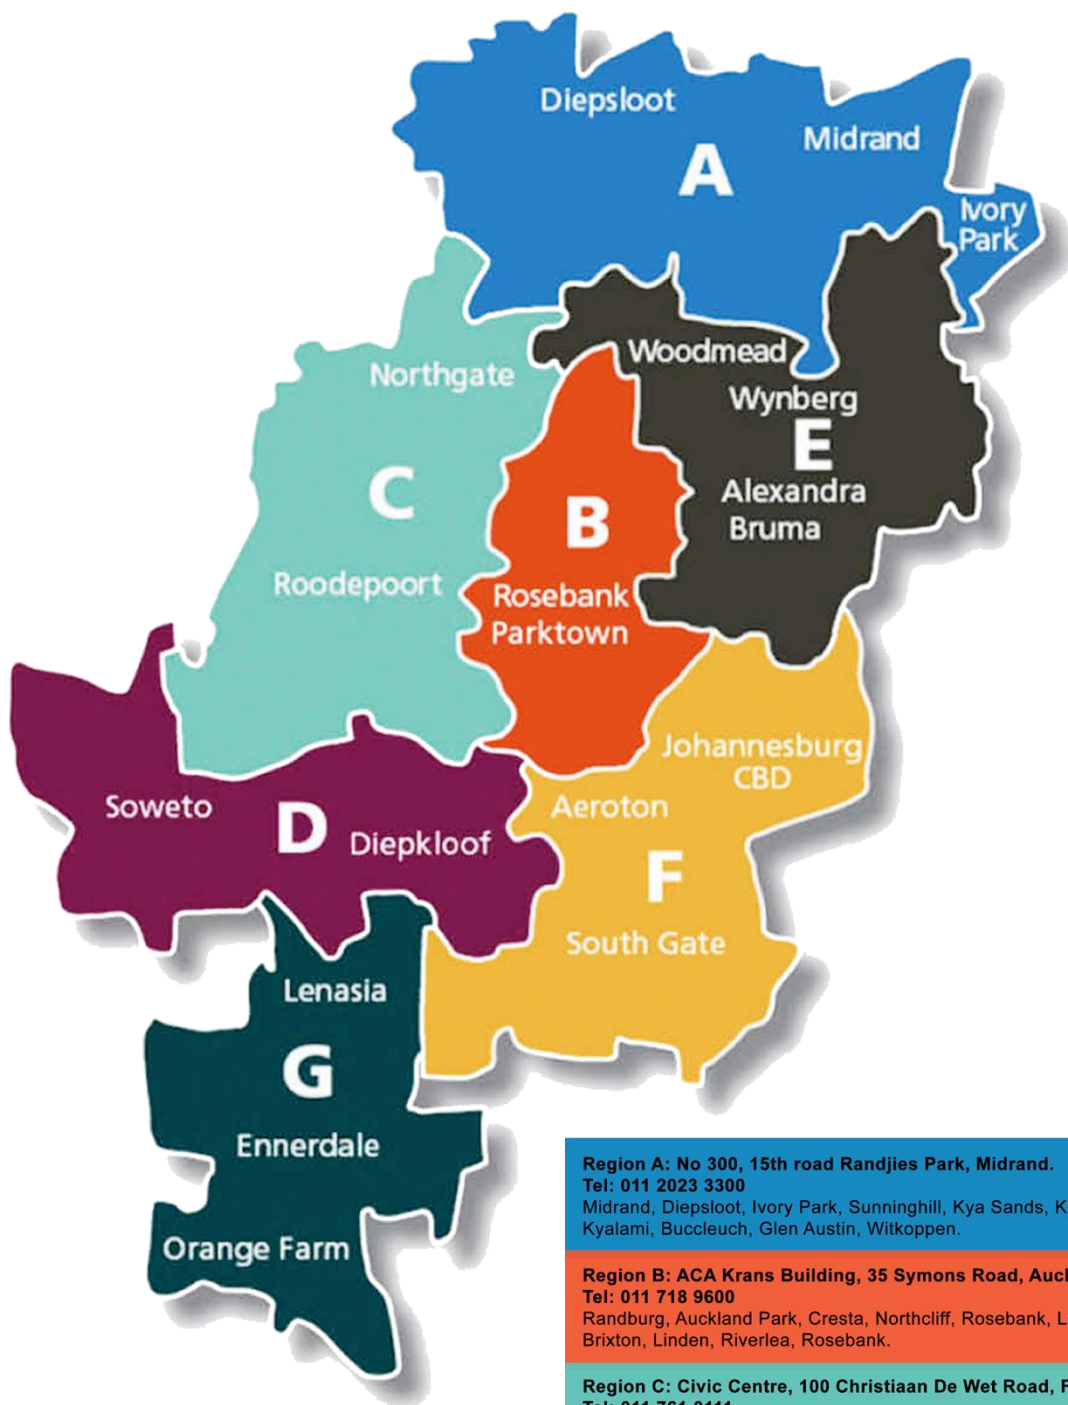 Diepsloot
Midrand
A
Ivory
Park
Woodmead
Northgate
Wynberg
E
C
Alexandra
B
Bruma
Roodepoort
Rosebank
Parktown
Johannesburg
CBD
Soweto
D
Diepkloof
Aeroton
F
South Gate
Lenasia
G
Ennerdale
Orange Farm
Region A: No 300, 15th road Randjies Park, Midrand.
Tel: 011 2023 3300
Midrand, Diepsloot, Ivory Park, Sunninghill, Kya Sands,
Kyalami, Buccleuch, Glen Austin, Witkoppen.
Region B: ACA Krans Building, 35 Symons Road,
Tel: 011 718 9600
Randburg, Auckland Park, Cresta, Northcliff, Rosebank,
Brixton, Linden, Riverlea, Rosebank.
Region C: Civic Centre, 100 Christiaan De Wet Road,